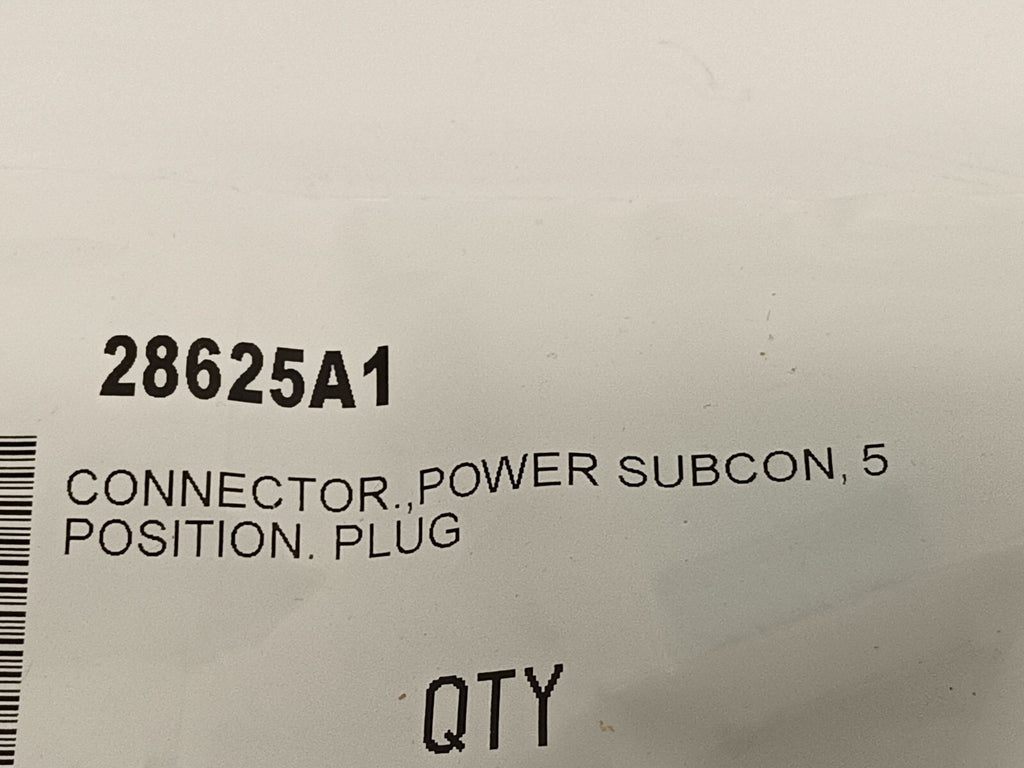 28625A1
CONNECTOR.,POWER SUBCON, 5
POSITION. PLUG
QTY